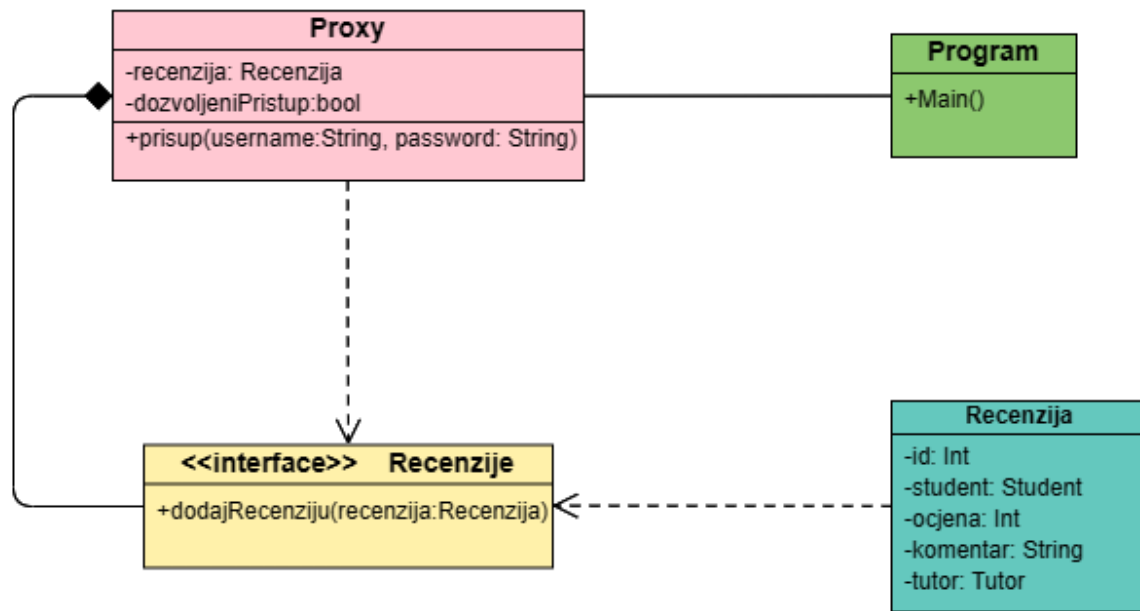 Proxy
-recenzija: Recenzija
-dozvoljeniPristup:bool
+prisup(username:String, password: String)
Program
+Main()
<<interface>> Recenzije
+dodajRecenziju(recenzija:Recenzija)
Recenzija
-id: Int
-student: Student
-ocjena: Int
-komentar: String
-tutor: Tutor